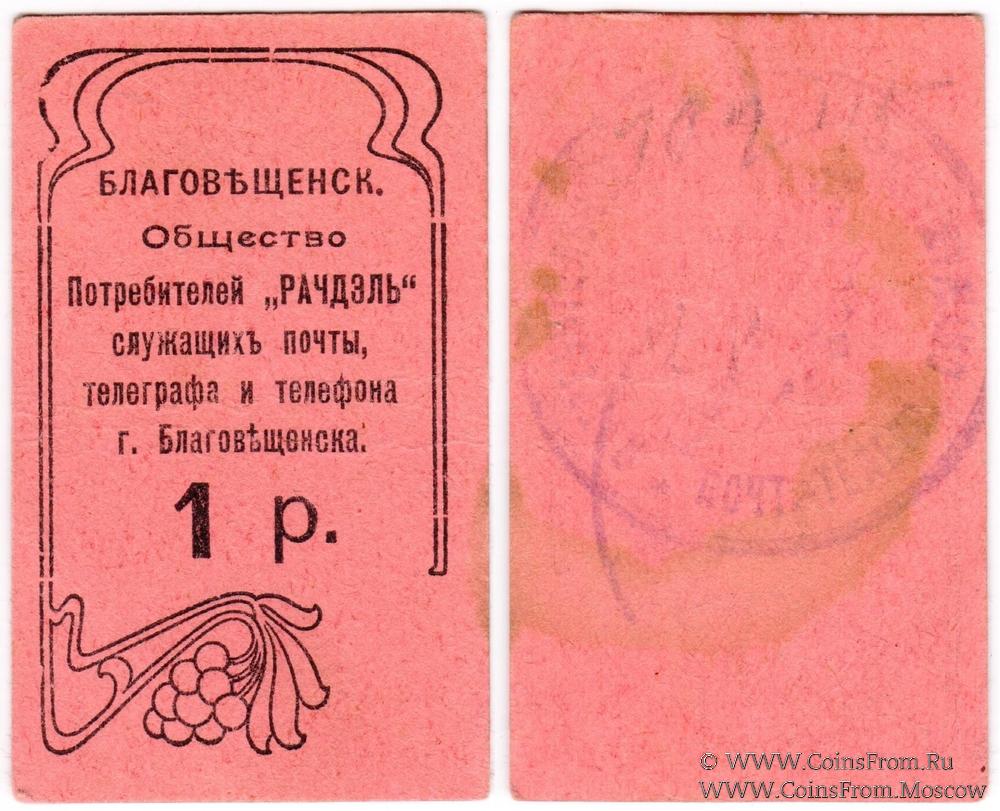 БЛАГОВѢЩЕНСК.
Общество
Потребителей „РАЧДЭЛЬ“
служащихъ почты,
телеграфа и телефона
г. Благовѣщенска.
1 р.
© WWW.CoinsFrom.Ru
WWW.CoinsFrom.Moscow